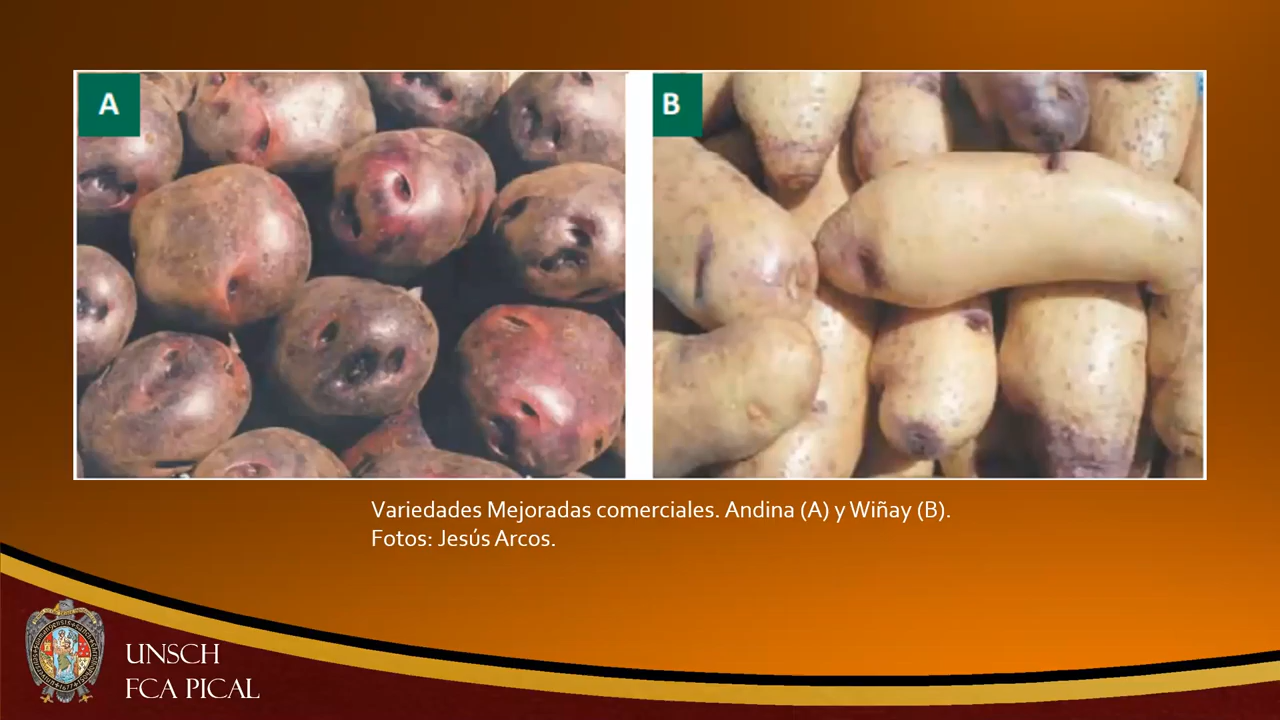 A
B
Variedades Mejoradas comerciales. Andina (A) y Wiñay (B).
Fotos: Jesús Arcos.
UNSCH
FCA PICAL